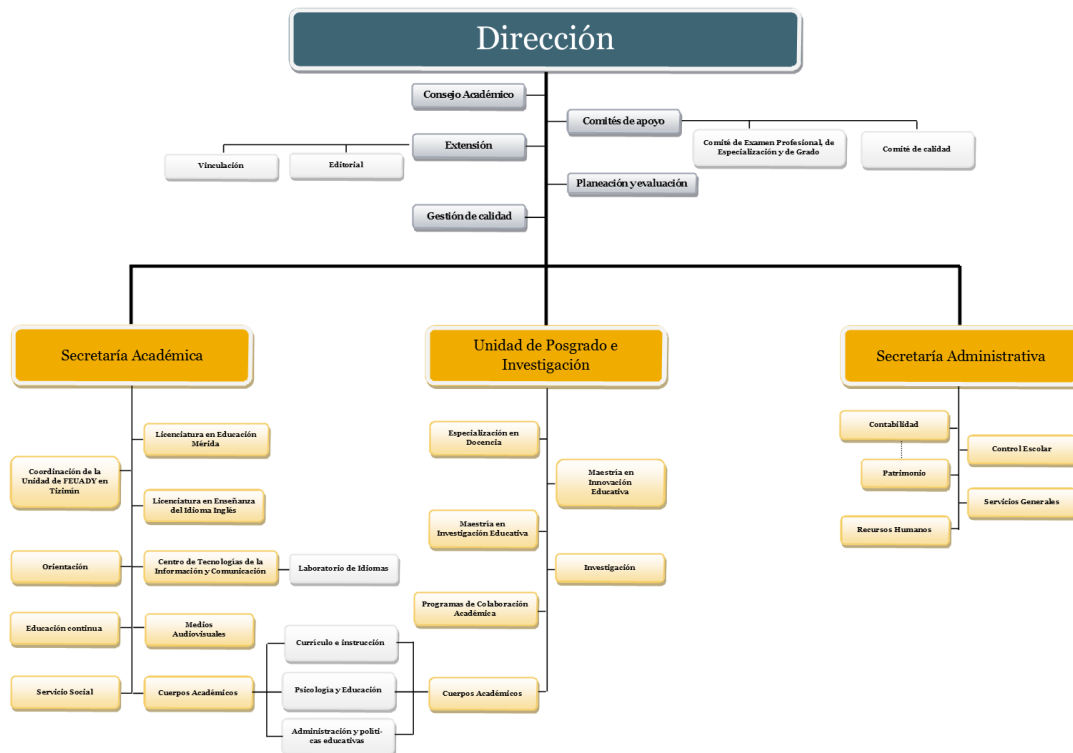 Dirección
Consejo Académico
Comités de apoyo
Extensión
Comité de Examen Profesional, de
Especialización y de Grado
Comité de calidad
Vinculación
Editorial
Planeación y evaluación
Gestión de calidad
Secretaría Académica
Unidad de Posgrado e
Investigación
Secretaría Administrativa
Licenciatura en Educación
Mérida
Coordinación de la
Unidad de FEUADY en
Tizimín
Licenciatura en Enseñanza
del Idioma Inglés
Orientación
Centro de Tecnologías de la
Información y Comunicación
Laboratorio de Idiomas
Educación continua
Medios
Audiovisuales
Servicio Social
Cuerpos Académicos
Currículo e instrucción
Psicología y Educación
Administración y políti-
cas educativas
Especialización en
Docencia
Maestría en
Innovación
Educativa
Maestría en
Investigación Educativa
Investigación
Programas de Colaboración
Académica
Cuerpos Académicos
Contabilidad
Control Escolar
Patrimonio
Servicios Generales
Recursos Humanos